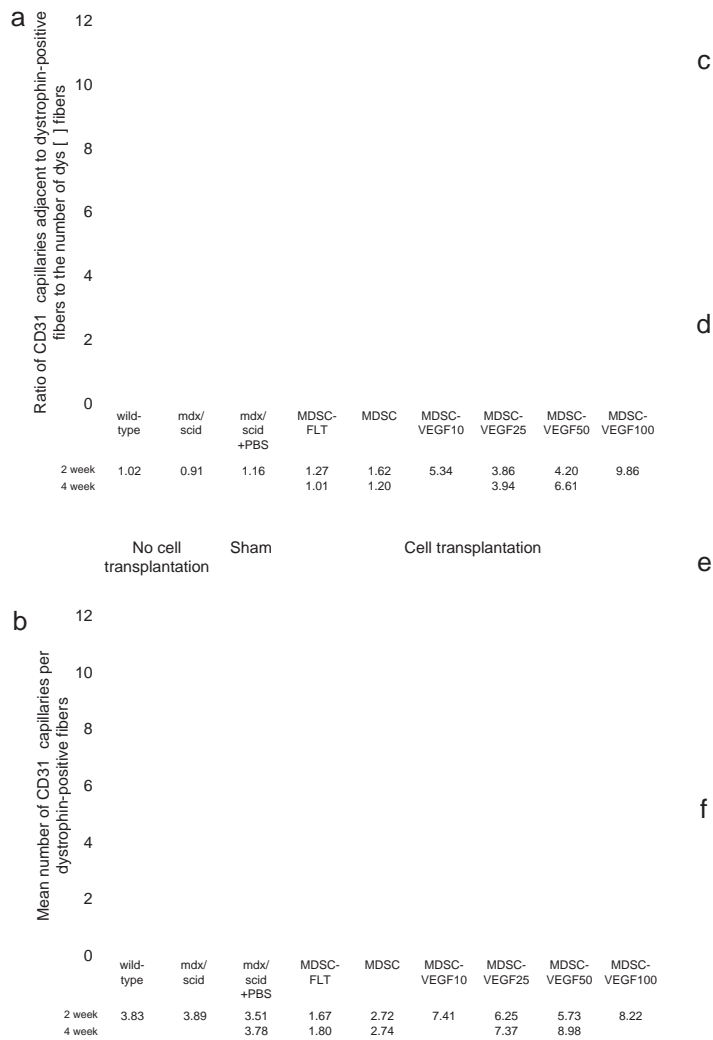 a
Ratio of CD31 capillaries adjacent to dystrophin-positive
fibers to the number of dys [ ] fibers
12
10
8
6
4
2
0
wild-
type
mdx/
scid
mdx/
scid
+PBS
MDSC-
FLT
MDSC
MDSC-
VEGF10
MDSC-
VEGF25
MDSC-
VEGF50
MDSC-
VEGF100
2 week 1.02 0.91 1.16 1.27 1.62 5.34 3.86 4.20 9.86
4 week 1.01 1.20 3.94 6.61
No cell
transplantation
Sham
Cell transplantation
b
Mean number of CD31 capillaries per
dystrophin-positive fibers
12
10
8
6
4
2
0
wild-
type
mdx/
scid
mdx/
scid
+PBS
MDSC-
FLT
MDSC
MDSC-
VEGF10
MDSC-
VEGF25
MDSC-
VEGF50
MDSC-
VEGF100
2 week 3.83 3.89 3.51 1.67 2.72 7.41 6.25 5.73 8.22
4 week 3.78 1.80 2.74 7.37 8.98
c
d
e
f